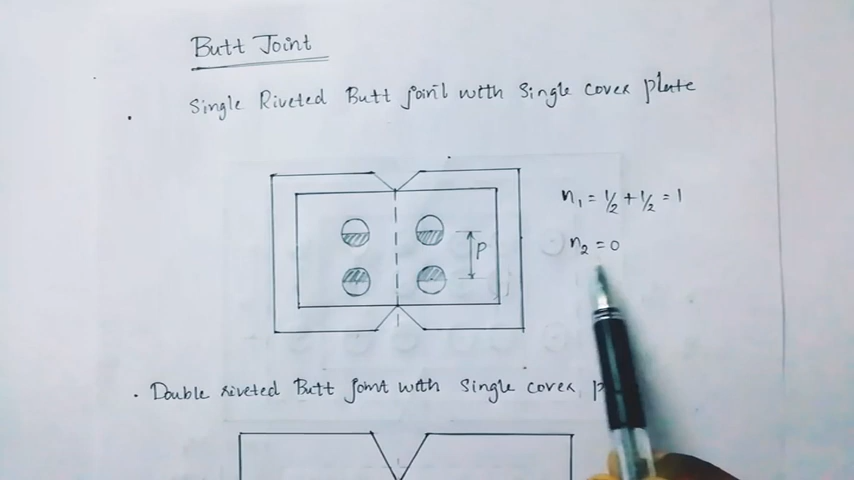 Butt Joint
Single Riveted Butt joint with Single cover plate
n₁ = 1/2 + 1/2 = 1
n₂ = 0
P
. Double riveted Butt joint with Single cover